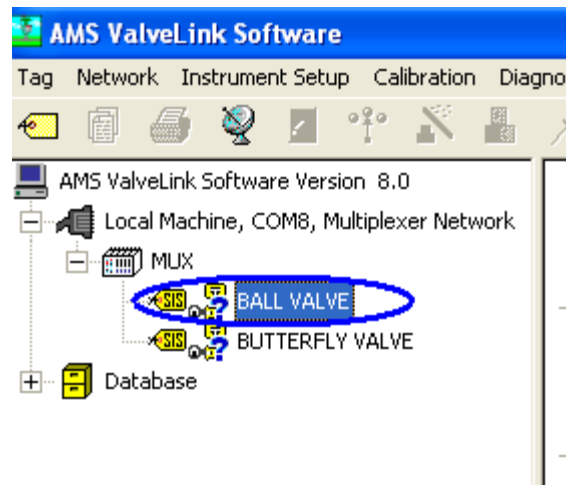 AMS ValveLink Software
Tag Network Instrument Setup Calibration Diagno
AMS ValveLink Software Version 8.0
Local Machine, COM8, Multiplexer Network
MUX
SIS BALL VALVE
SIS BUTTERFLY VALVE
Database